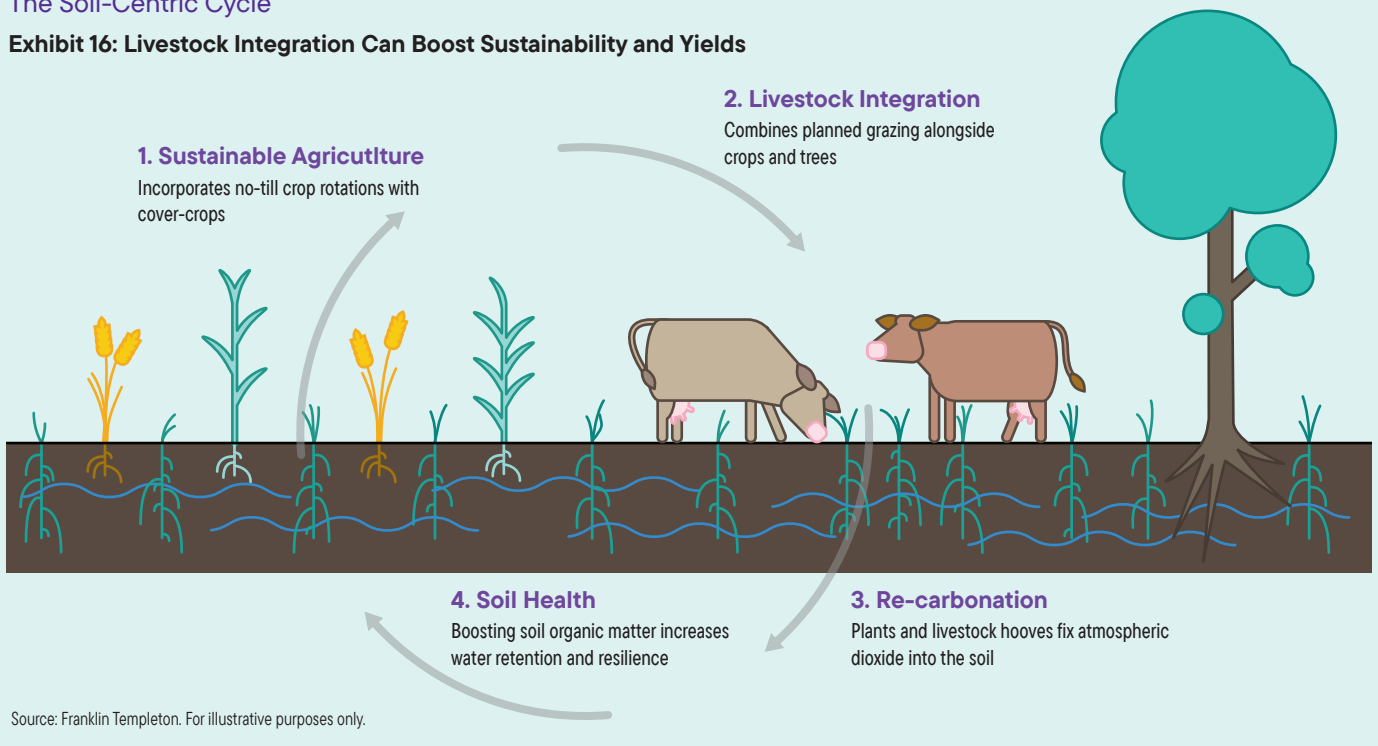 The Soil-Centric Cycle
Exhibit 16: Livestock Integration Can Boost Sustainability and Yields
1. Sustainable Agricutlture
Incorporates no-till crop rotations with
cover-crops
2. Livestock Integration
Combines planned grazing alongside
crops and trees
3. Re-carbonation
Plants and livestock hooves fix atmospheric
dioxide into the soil
4. Soil Health
Boosting soil organic matter increases
water retention and resilience
Source: Franklin Templeton. For illustrative purposes only.